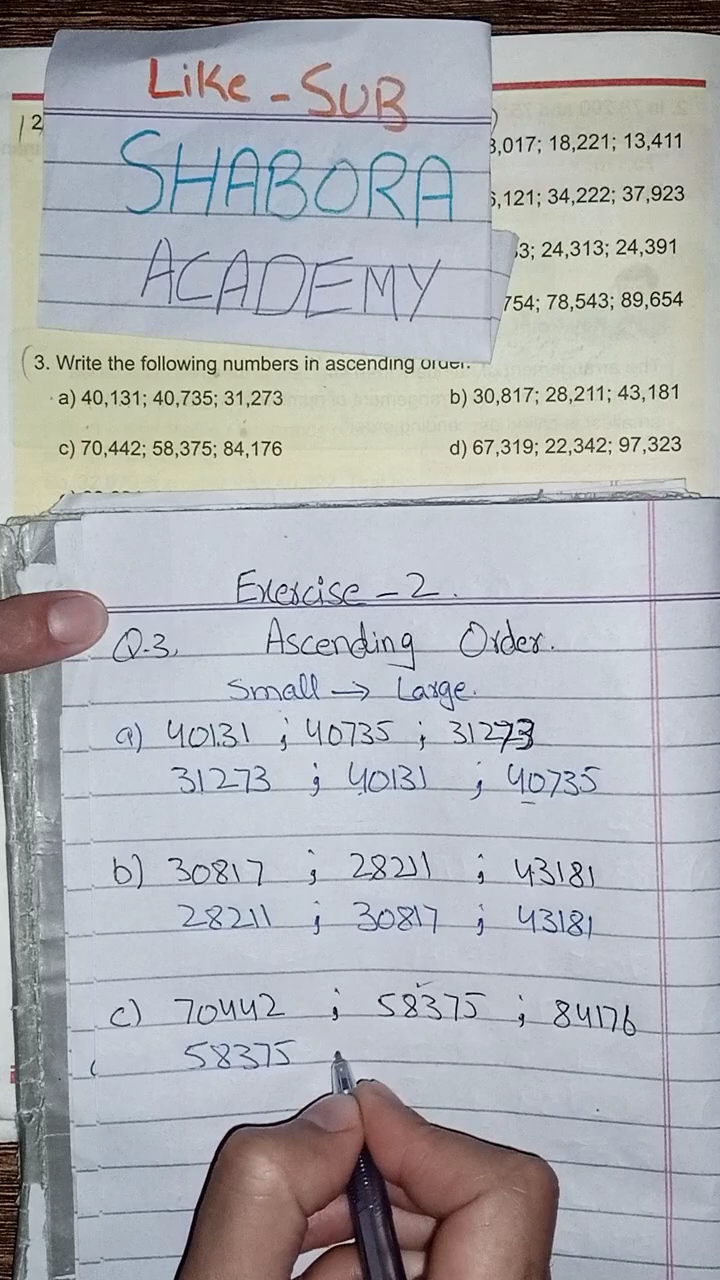 Like - SUB
SHABORA
ACADEMY
2
3,017; 18,221; 13,411
6,121; 34,222; 37,923
3; 24,313; 24,391
754; 78,543; 89,654
3. Write the following numbers in ascending order.
a) 40,131; 40,735; 31,273 b) 30,817; 28,211; 43,181
c) 70,442; 58,375; 84,176 d) 67,319; 22,342; 97,323
Exercise - 2.
Q.3. Ascending Order.
Small → Large.
a) 40131 ; 40735 ; 31273
31273 ; 40131 ; 40735
b) 30817 ; 28211 ; 43181
28211 ; 30817 ; 43181
c) 70442 ; 58375 ; 84176
58375